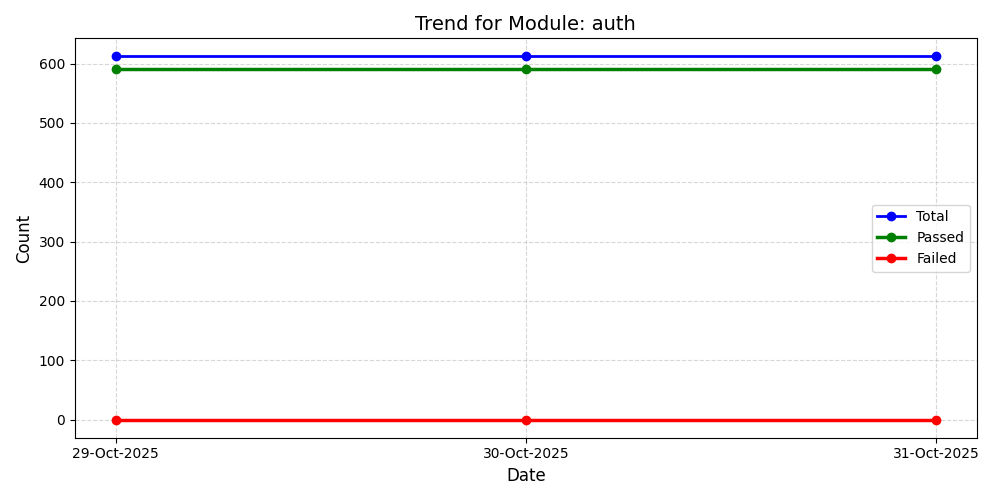 Trend for Module: auth
Count
600
500
400
300
200
100
0
Total
Passed
Failed
29-Oct-2025
30-Oct-2025
31-Oct-2025
Date